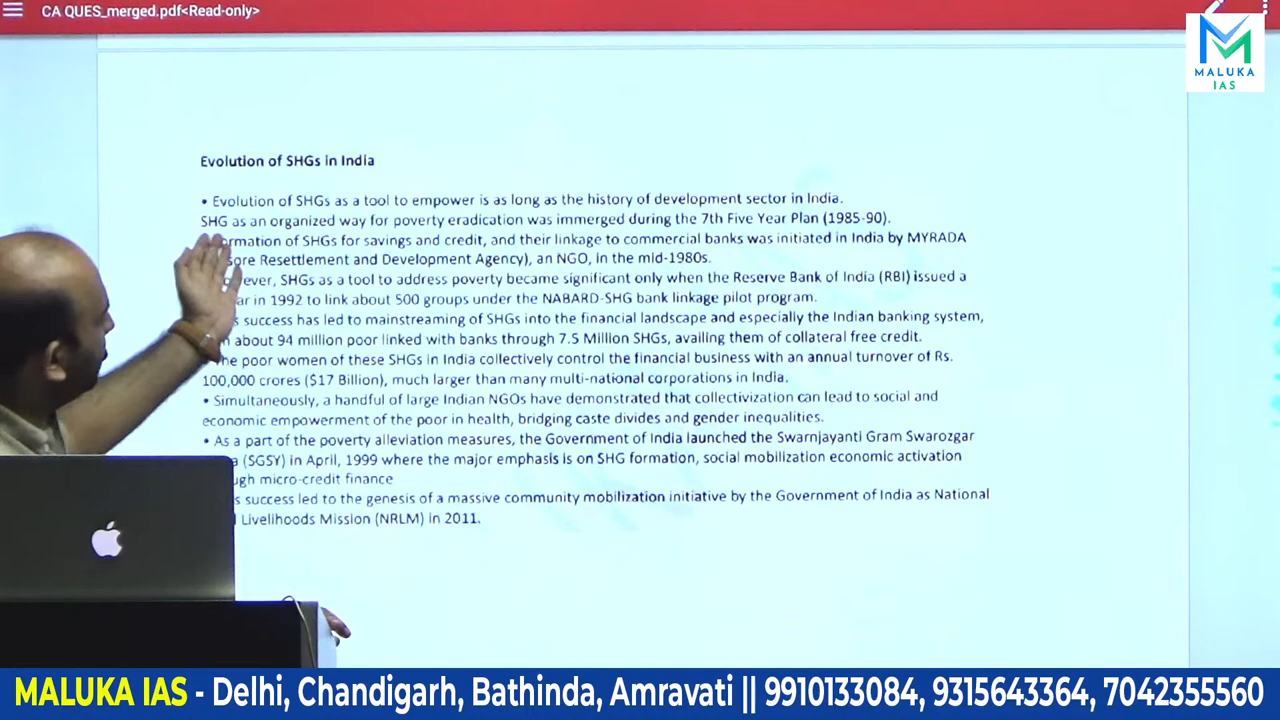 CA QUES_merged.pdf<Read-only>
MALUKA
IAS
Evolution of SHGs in India
• Evolution of SHGs as a tool to empower is as long as the history of development sector in India.
SHG as an organized way for poverty eradication was immerged during the 7th Five Year Plan (1985-90).
of SHGs for savings and credit, and their linkage to commercial banks was initiated in India by MYRADA
Resettlement and Development Agency), an NGO, in the mid-1980s.
SHGs as a tool to address poverty became significant only when the Reserve Bank of India (RBI) issued a
in 1992 to link about 500 groups under the NABARD-SHG bank linkage pilot program.
success has led to mainstreaming of SHGs into the financial landscape and especially the Indian banking system,
about 94 million poor linked with banks through 7.5 Million SHGs, availing them of collateral free credit.
The poor women of these SHGs in India collectively control the financial business with an annual turnover of Rs.
100,000 crores ($17 Billion), much larger than many multi-national corporations in India.
• Simultaneously, a handful of large Indian NGOs have demonstrated that collectivization can lead to social and
economic empowerment of the poor in health, bridging caste divides and gender inequalities.
• As a part of the poverty alleviation measures, the Government of India launched the Swarnjayanti Gram Swarozgar
(SGSY) in April, 1999 where the major emphasis is on SHG formation, social mobilization economic activation
micro-credit finance
success led to the genesis of a massive community mobilization initiative by the Government of India as National
Livelihoods Mission (NRLM) in 2011.
MALUKA IAS - Delhi, Chandigarh, Bathinda, Amravati || 9910133084, 9315643364, 7042355560